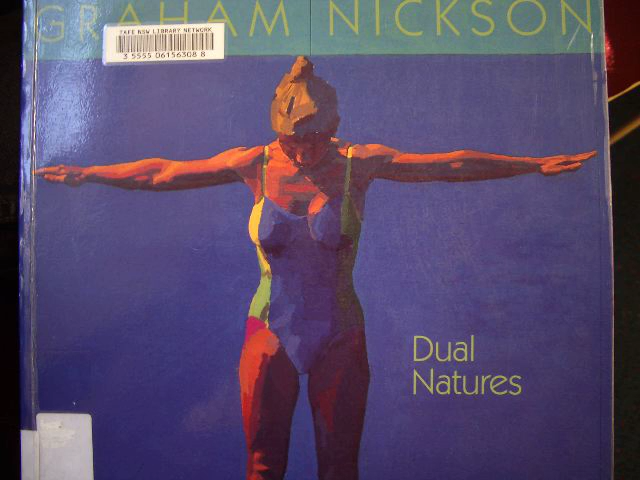 GRAHAM NICKSON
TAFE NSW LIBRARY NETWORK
3 5555 06156308 8
Dual
Natures